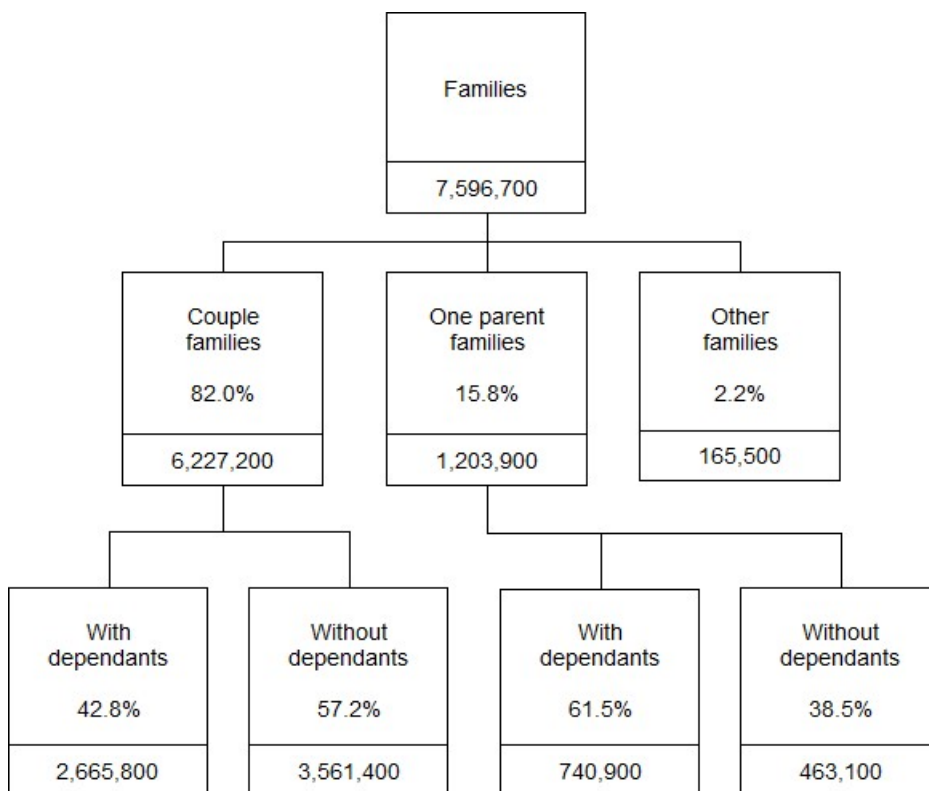 Families
7,596,700
Couple
families
82.0%
6,227,200
One parent
families
15.8%
1,203,900
Other
families
2.2%
165,500
With
dependants
42.8%
2,665,800
Without
dependants
57.2%
3,561,400
With
dependants
61.5%
740,900
Without
dependants
38.5%
463,100